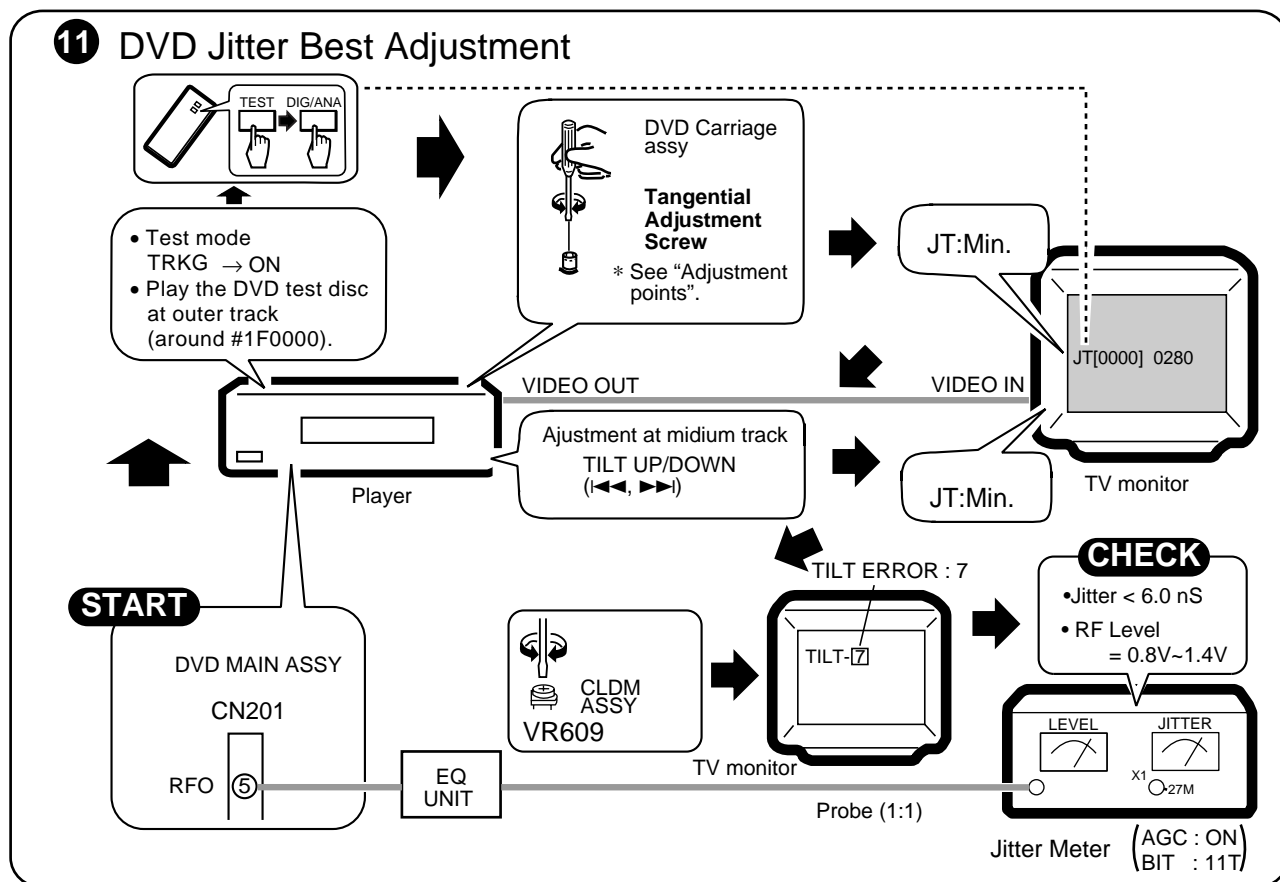 11 DVD Jitter Best Adjustment
TEST DIG/ANA
• Test mode
TRKG → ON
• Play the DVD test disc
at outer track
(around #1F0000).
DVD Carriage
assy
Tangential
Adjustment
Screw
* See “Adjustment
points”.
JT:Min.
JT[0000] 0280
VIDEO OUT
VIDEO IN
Player
Ajustment at midium track
TILT UP/DOWN
(I◄◄, ►►I)
JT:Min.
TV monitor
START
DVD MAIN ASSY
CN201
RFO ⑤
EQ
UNIT
CLDM
ASSY
VR609
TILT ERROR : 7
TILT-7
TV monitor
CHECK
•Jitter < 6.0 nS
• RF Level
= 0.8V~1.4V
LEVEL JITTER
X1
27M
Probe (1:1)
Jitter Meter
(AGC : ON
BIT : 11T)